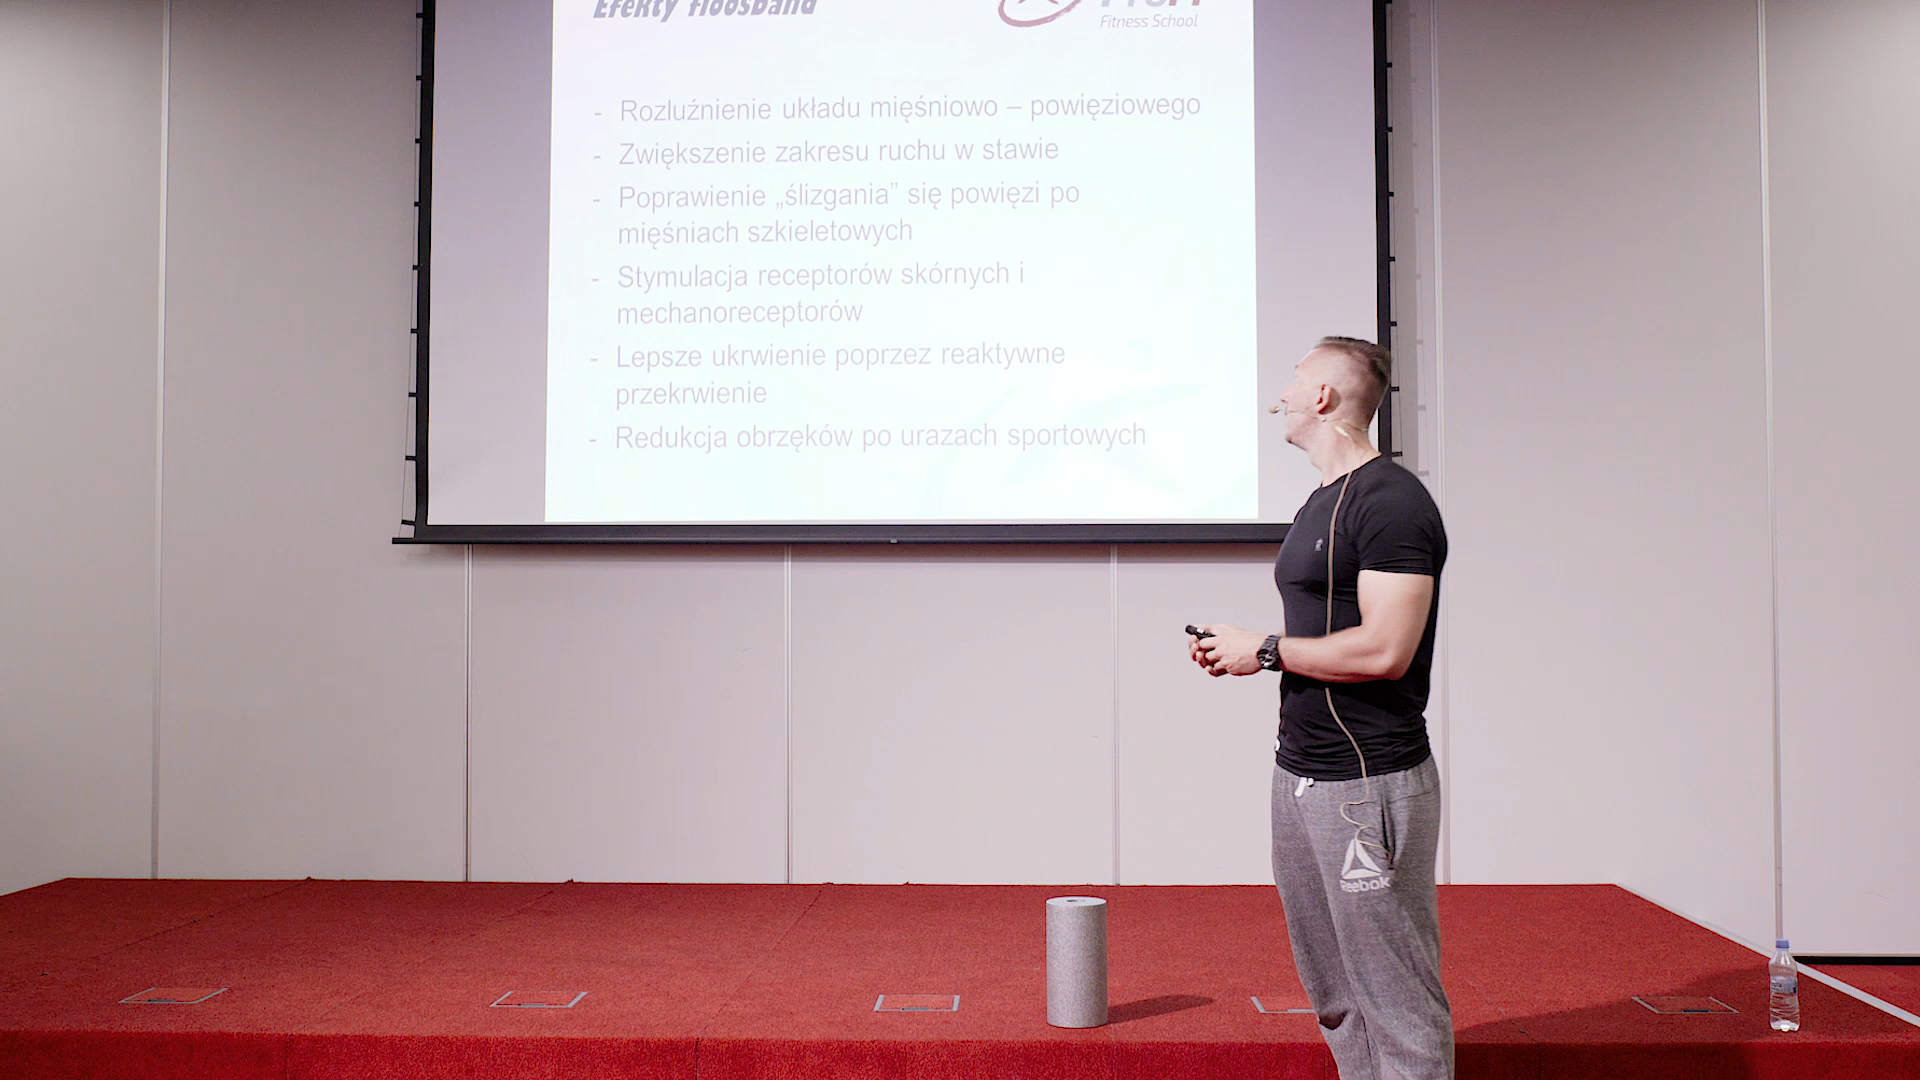 Efekty floosband
Fitness School
- Rozluźnienie układu mięśniowo – powięziowego
- Zwiększenie zakresu ruchu w stawie
- Poprawienie „ślizgania” się powięzi po
mięśniach szkieletowych
- Stymulacja receptorów skórnych i
mechanoreceptorów
- Lepsze ukrwienie poprzez reaktywne
przekrwienie
- Redukcja obrzęków po urazach sportowych
Reebok